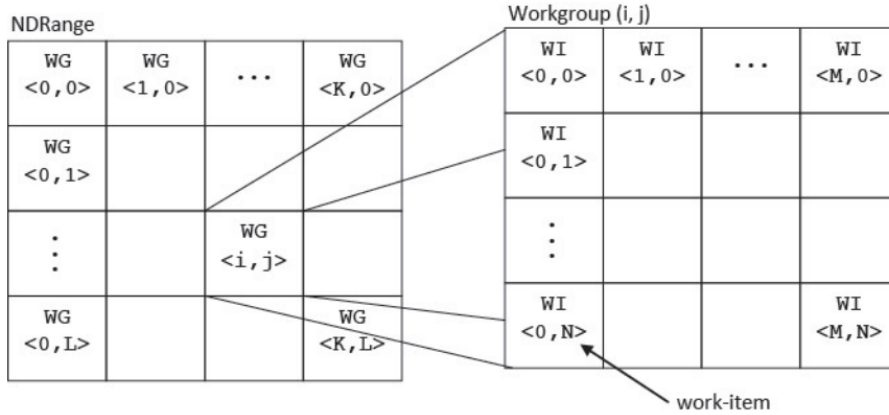 NDRange
WG WG ... WG
<0,0> <1,0> <K,0>
WG
<0,1>
⋮ WG
<i,j>
WG WG
<0,L> <K,L>
Workgroup (i, j)
WI WI ... WI
<0,0> <1,0> <M,0>
WI
<0,1>
⋮
WI WI
<0,N> <M,N>
work-item